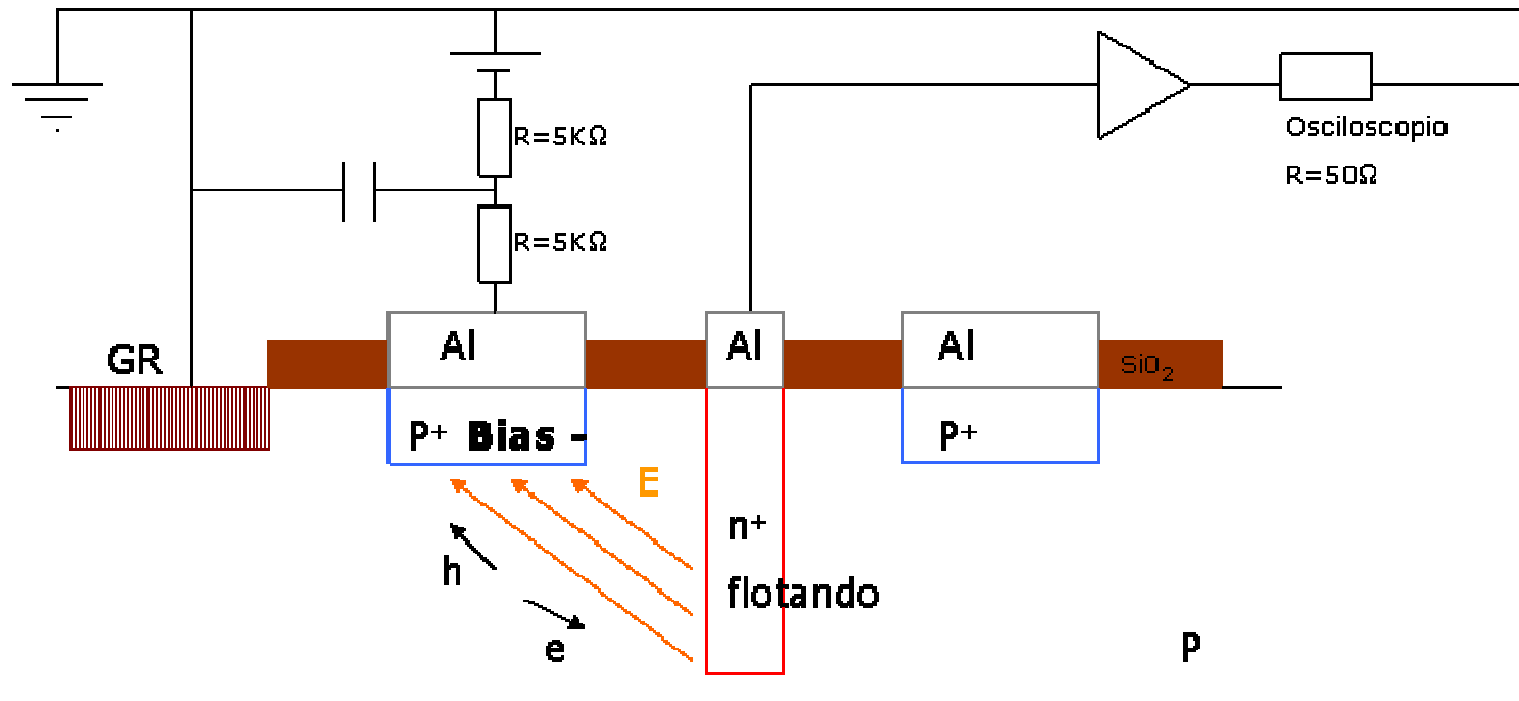 R=5KΩ
Osciloscopio
R=50Ω
R=5KΩ
GR
Al
Al
Al
SiO₂
P+ Bias -
P+
E
n+
h
flotando
e
P